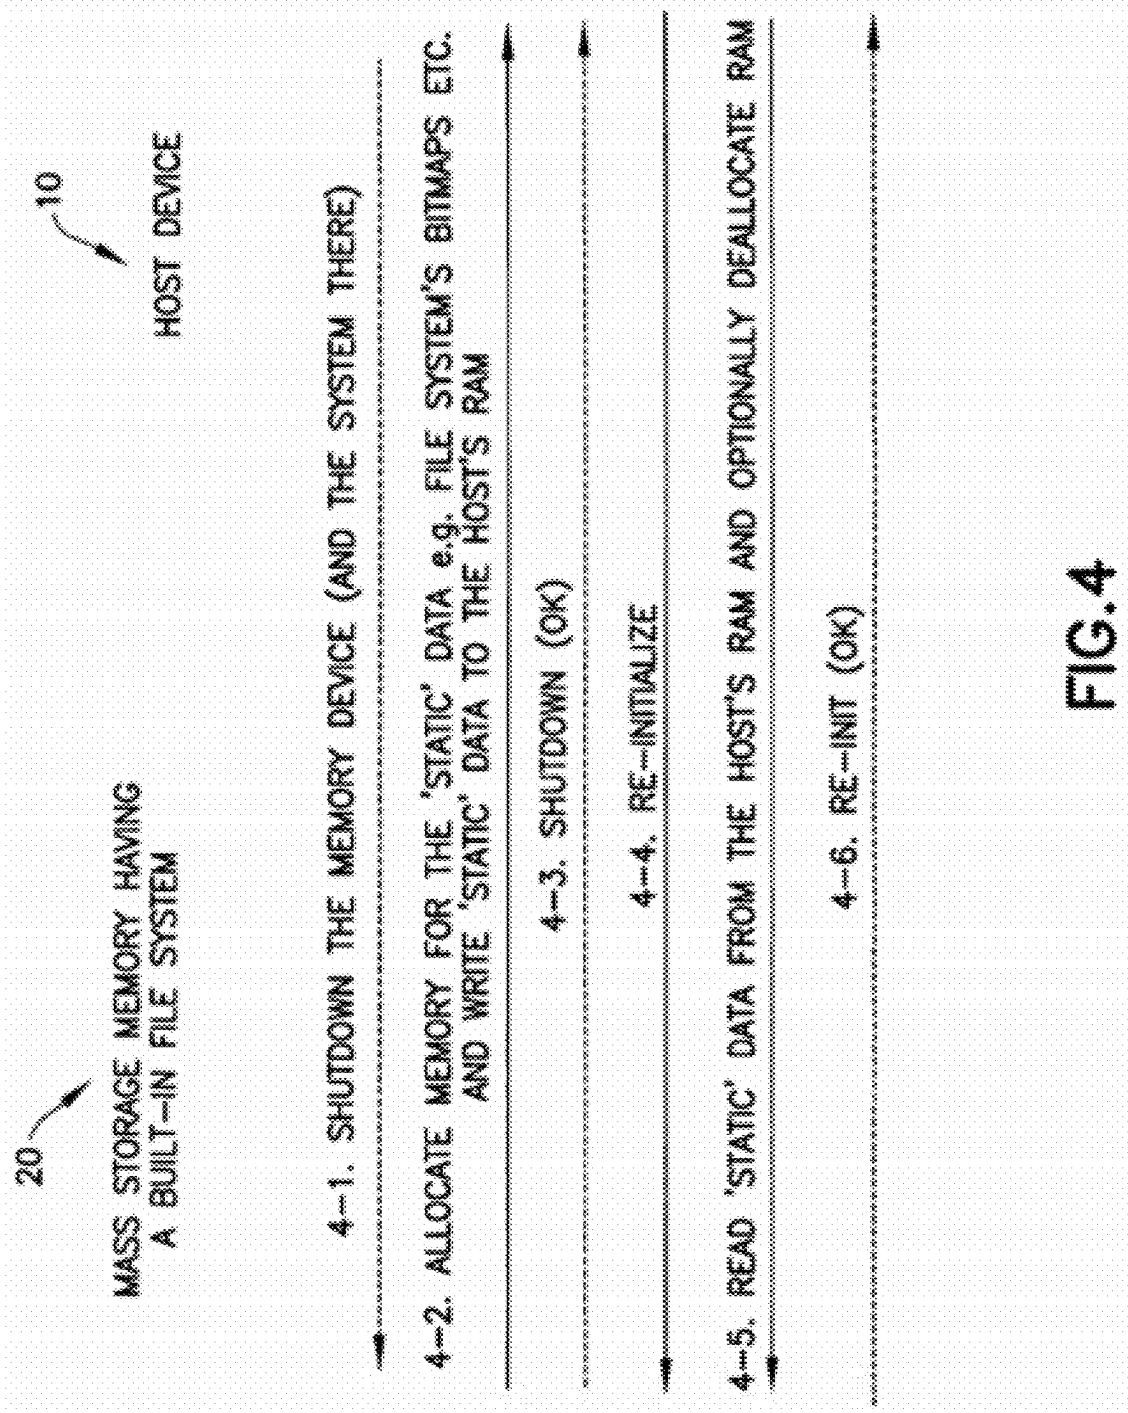 20
MASS STORAGE MEMORY HAVING
A BUILT-IN FILE SYSTEM
10
HOST DEVICE
4-1. SHUTDOWN THE MEMORY DEVICE (AND THE SYSTEM THERE)
4-2. ALLOCATE MEMORY FOR THE 'STATIC' DATA e.g. FILE SYSTEM'S BITMAPS ETC.
AND WRITE 'STATIC' DATA TO THE HOST'S RAM
4-3. SHUTDOWN (OK)
4-4. RE-INITIALIZE
4-5. READ 'STATIC' DATA FROM THE HOST'S RAM AND OPTIONALLY DEALLOCATE RAM
4-6. RE-INIT (OK)
FIG.4